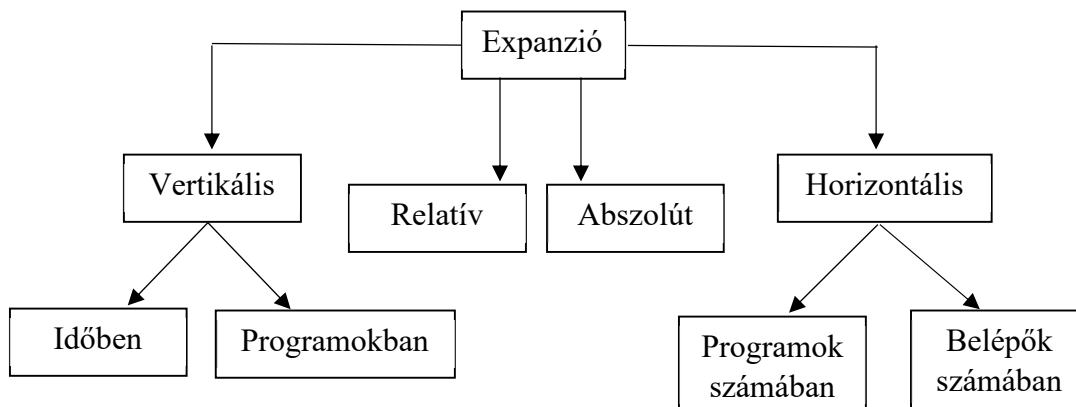 Expanzió
Vertikális
Relatív
Abszolút
Horizontális
Időben
Programokban
Programok
számában
Belépők
számában